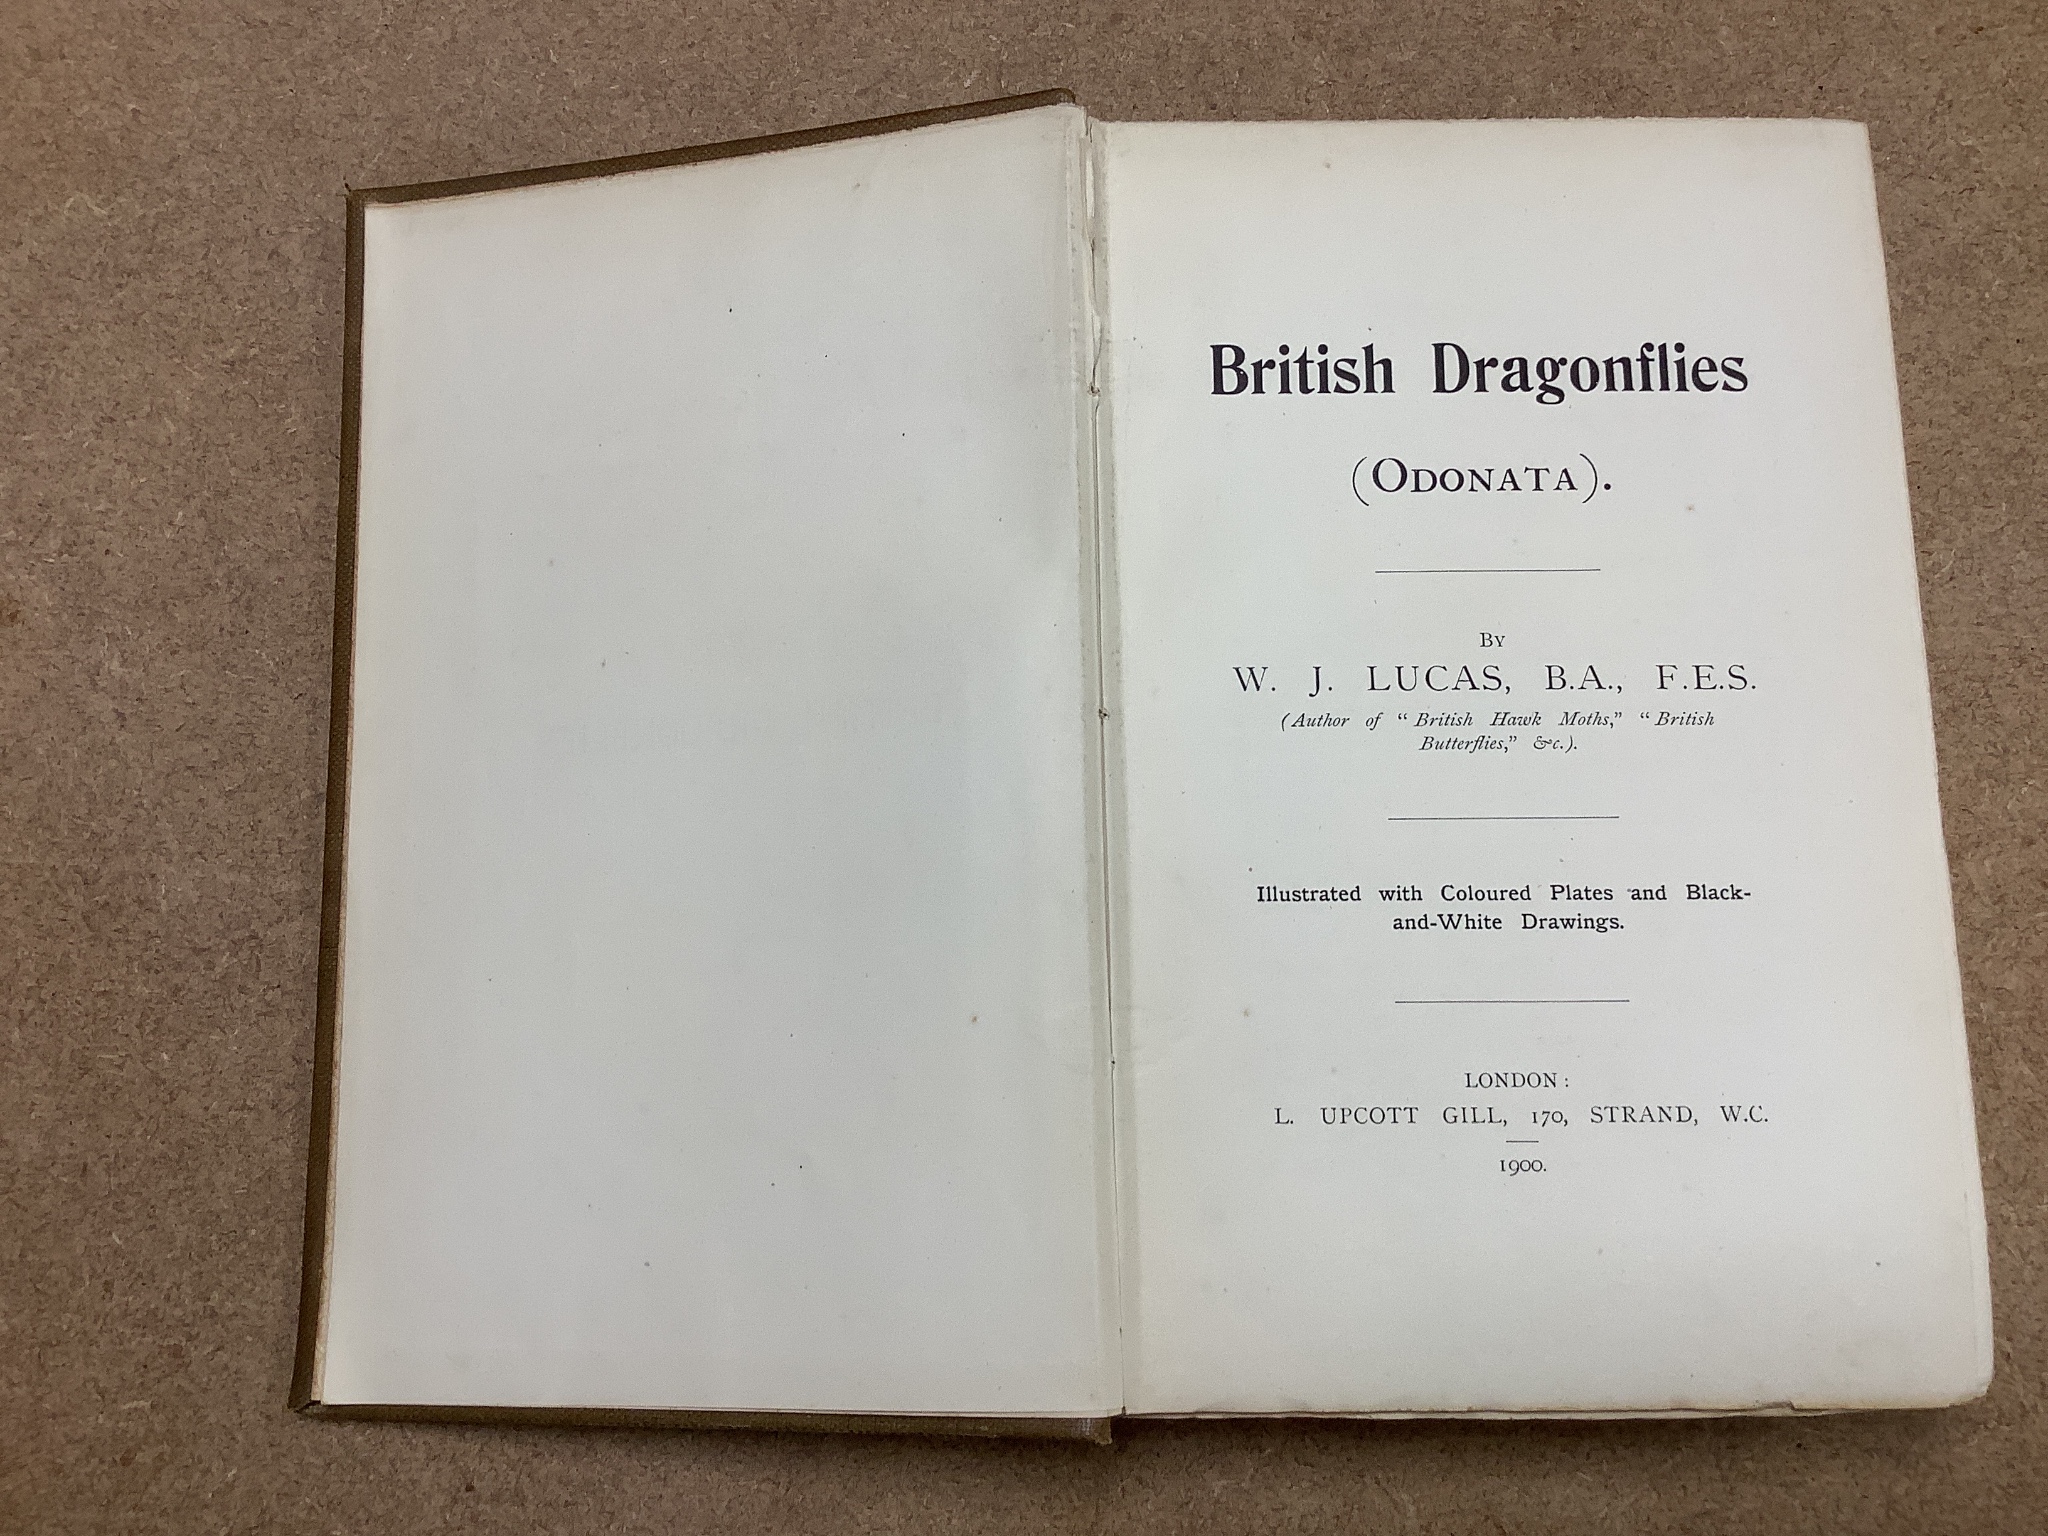 British Dragonflies
(ODONATA).
BY
W. J. LUCAS, B.A., F.E.S.
(Author of "British Hawk Moths," "British
Butterflies," &c.).
Illustrated with Coloured Plates and Black-
and-White Drawings.
LONDON:
L. UPCOTT GILL, 170, STRAND, W.C.
1900.